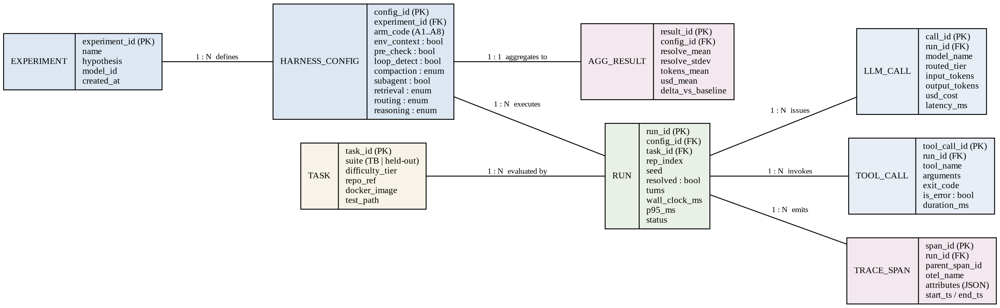 EXPERIMENT
experiment_id (PK)
name
hypothesis
model_id
created_at
1 : N  defines
HARNESS_CONFIG
config_id (PK)
experiment_id (FK)
arm_code (A1..A8)
env_context : bool
pre_check : bool
loop_detect : bool
compaction : enum
subagent : bool
retrieval : enum
routing : enum
reasoning : enum
1 : 1  aggregates to
AGG_RESULT
result_id (PK)
config_id (FK)
resolve_mean
resolve_stdev
tokens_mean
usd_mean
delta_vs_baseline
1 : N  executes
TASK
task_id (PK)
suite (TB | held-out)
difficulty_tier
repo_ref
docker_image
test_path
1 : N  evaluated by
RUN
run_id (PK)
config_id (FK)
task_id (FK)
rep_index
seed
resolved : bool
turns
wall_clock_ms
p95_ms
status
1 : N  issues
LLM_CALL
call_id (PK)
run_id (FK)
model_name
routed_tier
input_tokens
output_tokens
usd_cost
latency_ms
1 : N  invokes
TOOL_CALL
tool_call_id (PK)
run_id (FK)
tool_name
arguments
exit_code
is_error : bool
duration_ms
1 : N  emits
TRACE_SPAN
span_id (PK)
run_id (FK)
parent_span_id
otel_name
attributes (JSON)
start_ts / end_ts